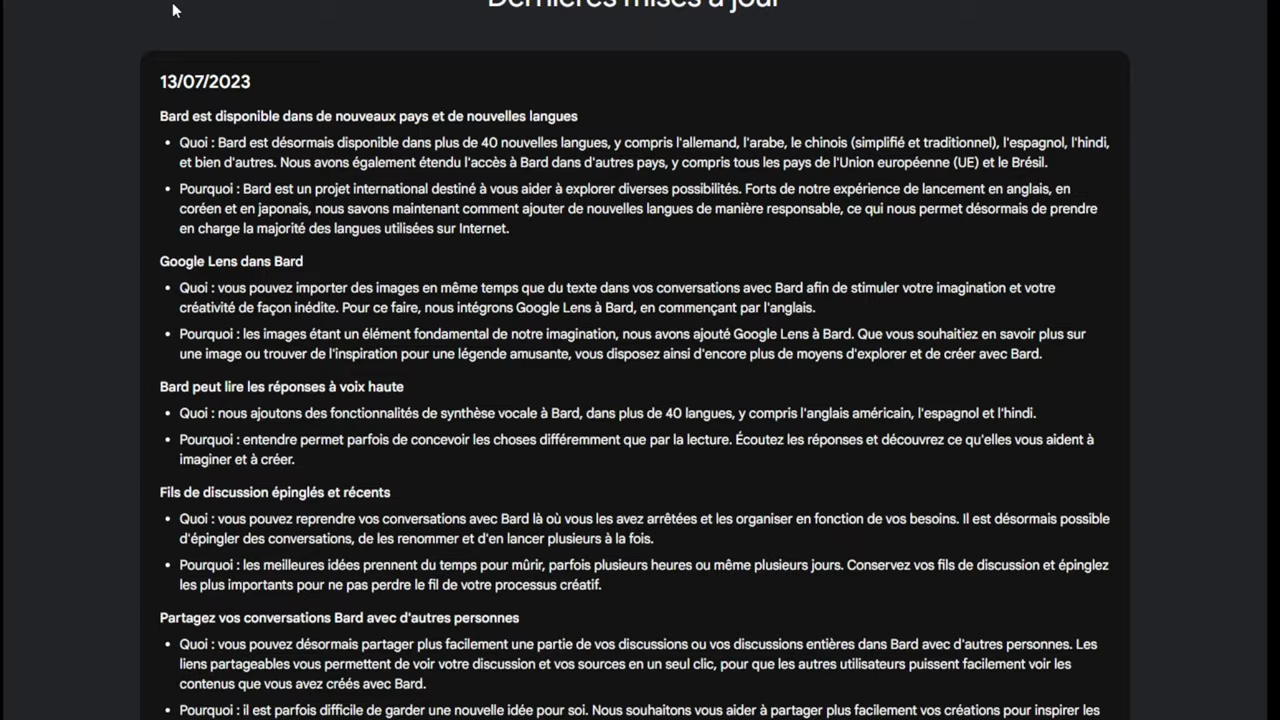 Dernières mises à jour
13/07/2023
Bard est disponible dans de nouveaux pays et de nouvelles langues
• Quoi : Bard est désormais disponible dans plus de 40 nouvelles langues, y compris l'allemand, l'arabe, le chinois (simplifié et traditionnel), l'espagnol, l'hindi,
et bien d'autres. Nous avons également étendu l'accès à Bard dans d'autres pays, y compris tous les pays de l'Union européenne (UE) et le Brésil.
• Pourquoi : Bard est un projet international destiné à vous aider à explorer diverses possibilités. Forts de notre expérience de lancement en anglais, en
coréen et en japonais, nous savons maintenant comment ajouter de nouvelles langues de manière responsable, ce qui nous permet désormais de prendre
en charge la majorité des langues utilisées sur Internet.
Google Lens dans Bard
• Quoi : vous pouvez importer des images en même temps que du texte dans vos conversations avec Bard afin de stimuler votre imagination et votre
créativité de façon inédite. Pour ce faire, nous intégrons Google Lens à Bard, en commençant par l'anglais.
• Pourquoi : les images étant un élément fondamental de notre imagination, nous avons ajouté Google Lens à Bard. Que vous souhaitiez en savoir plus sur
une image ou trouver de l'inspiration pour une légende amusante, vous disposez ainsi d'encore plus de moyens d'explorer et de créer avec Bard.
Bard peut lire les réponses à voix haute
• Quoi : nous ajoutons des fonctionnalités de synthèse vocale à Bard, dans plus de 40 langues, y compris l'anglais américain, l'espagnol et l'hindi.
• Pourquoi : entendre permet parfois de concevoir les choses différemment que par la lecture. Écoutez les réponses et découvrez ce qu'elles vous aident à
imaginer et à créer.
Fils de discussion épinglés et récents
• Quoi : vous pouvez reprendre vos conversations avec Bard là où vous les avez arrêtées et les organiser en fonction de vos besoins. Il est désormais possible
d'épingler des conversations, de les renommer et d'en lancer plusieurs à la fois.
• Pourquoi : les meilleures idées prennent du temps pour mûrir, parfois plusieurs heures ou même plusieurs jours. Conservez vos fils de discussion et épinglez
les plus importants pour ne pas perdre le fil de votre processus créatif.
Partagez vos conversations Bard avec d'autres personnes
• Quoi : vous pouvez désormais partager plus facilement une partie de vos discussions ou vos discussions entières dans Bard avec d'autres personnes. Les
liens partageables vous permettent de voir votre discussion et vos sources en un seul clic, pour que les autres utilisateurs puissent facilement voir les
contenus que vous avez créés avec Bard.
• Pourquoi : il est parfois difficile de garder une nouvelle idée pour soi. Nous souhaitons vous aider à partager plus facilement vos créations pour inspirer les